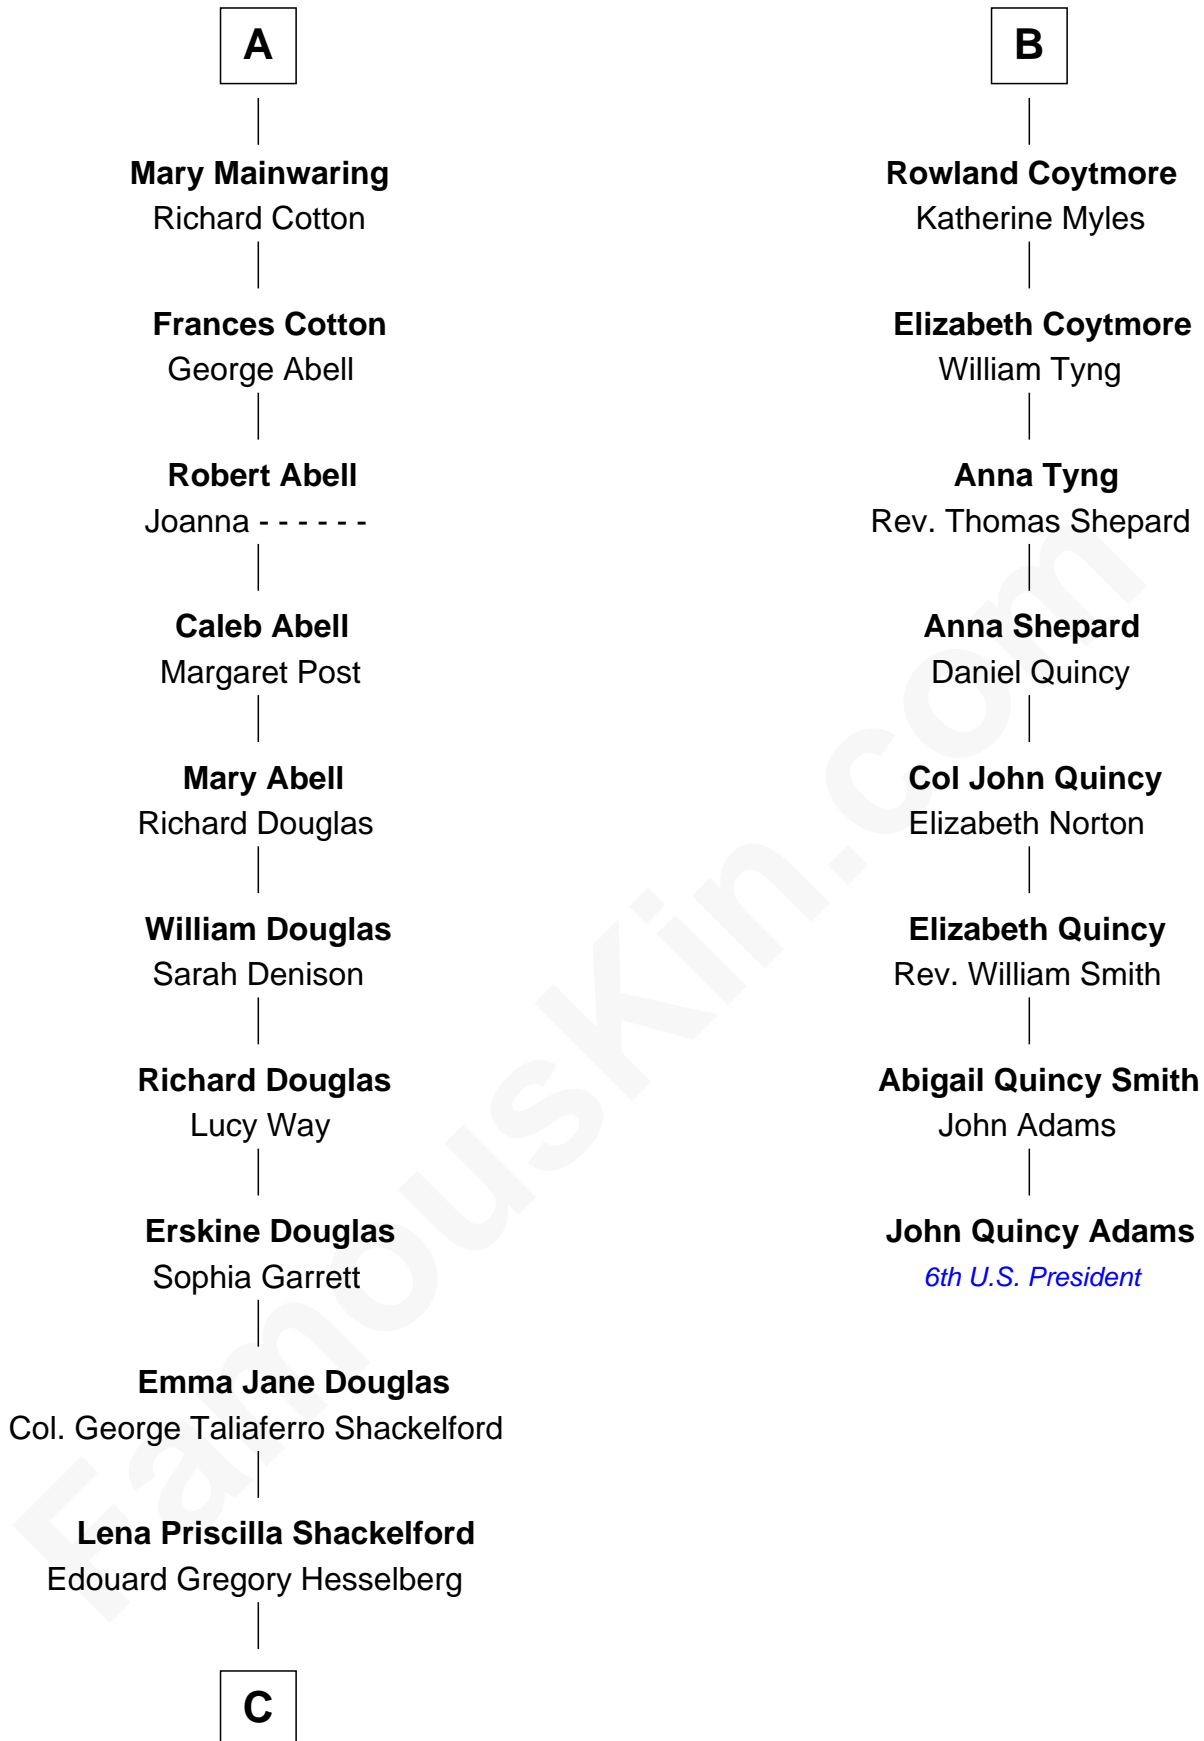 A
Mary Mainwaring
Richard Cotton
Frances Cotton
George Abell
Robert Abell
Joanna - - - - - -
Caleb Abell
Margaret Post
Mary Abell
Richard Douglas
William Douglas
Sarah Denison
Richard Douglas
Lucy Way
Erskine Douglas
Sophia Garrett
Emma Jane Douglas
Col. George Taliaferro Shackelford
Lena Priscilla Shackelford
Edouard Gregory Hesselberg
C
B
Rowland Coytmore
Katherine Myles
Elizabeth Coytmore
William Tyng
Anna Tyng
Rev. Thomas Shepard
Anna Shepard
Daniel Quincy
Col John Quincy
Elizabeth Norton
Elizabeth Quincy
Rev. William Smith
Abigail Quincy Smith
John Adams
John Quincy Adams
6th U.S. President
FamousKin.com